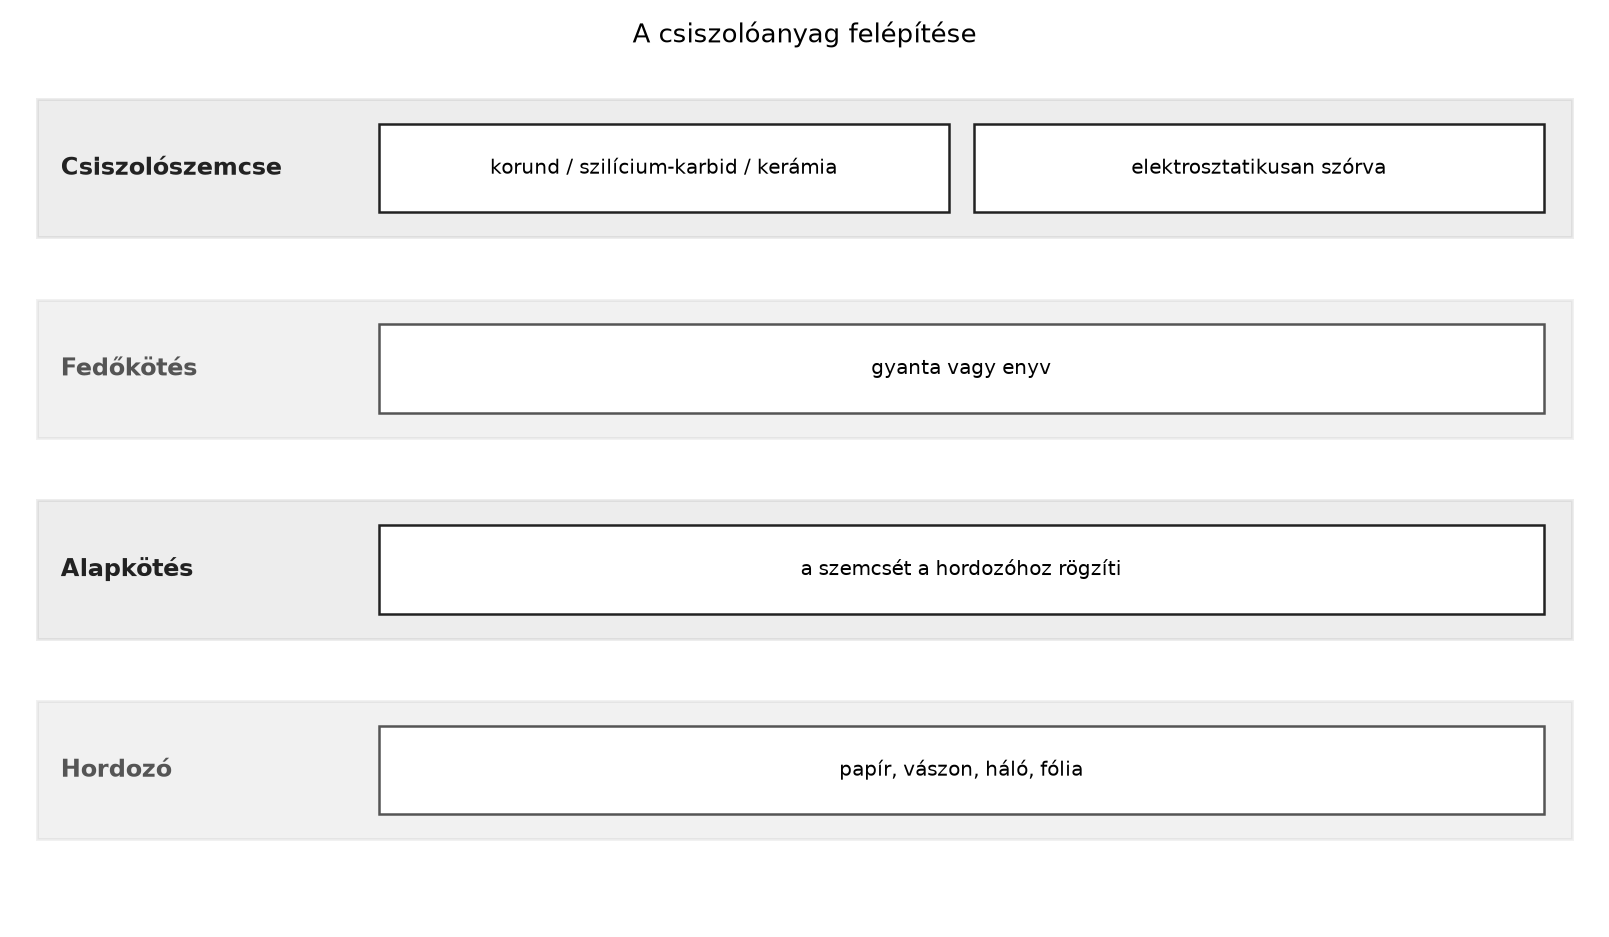 A csiszolóanyag felépítése
Csiszolószemcse
korund / szilícium-karbid / kerámia
elektrosztatikusan szórva
Fedőkötés
gyanta vagy enyv
Alapkötés
a szemcsét a hordozóhoz rögzíti
Hordozó
papír, vászon, háló, fólia